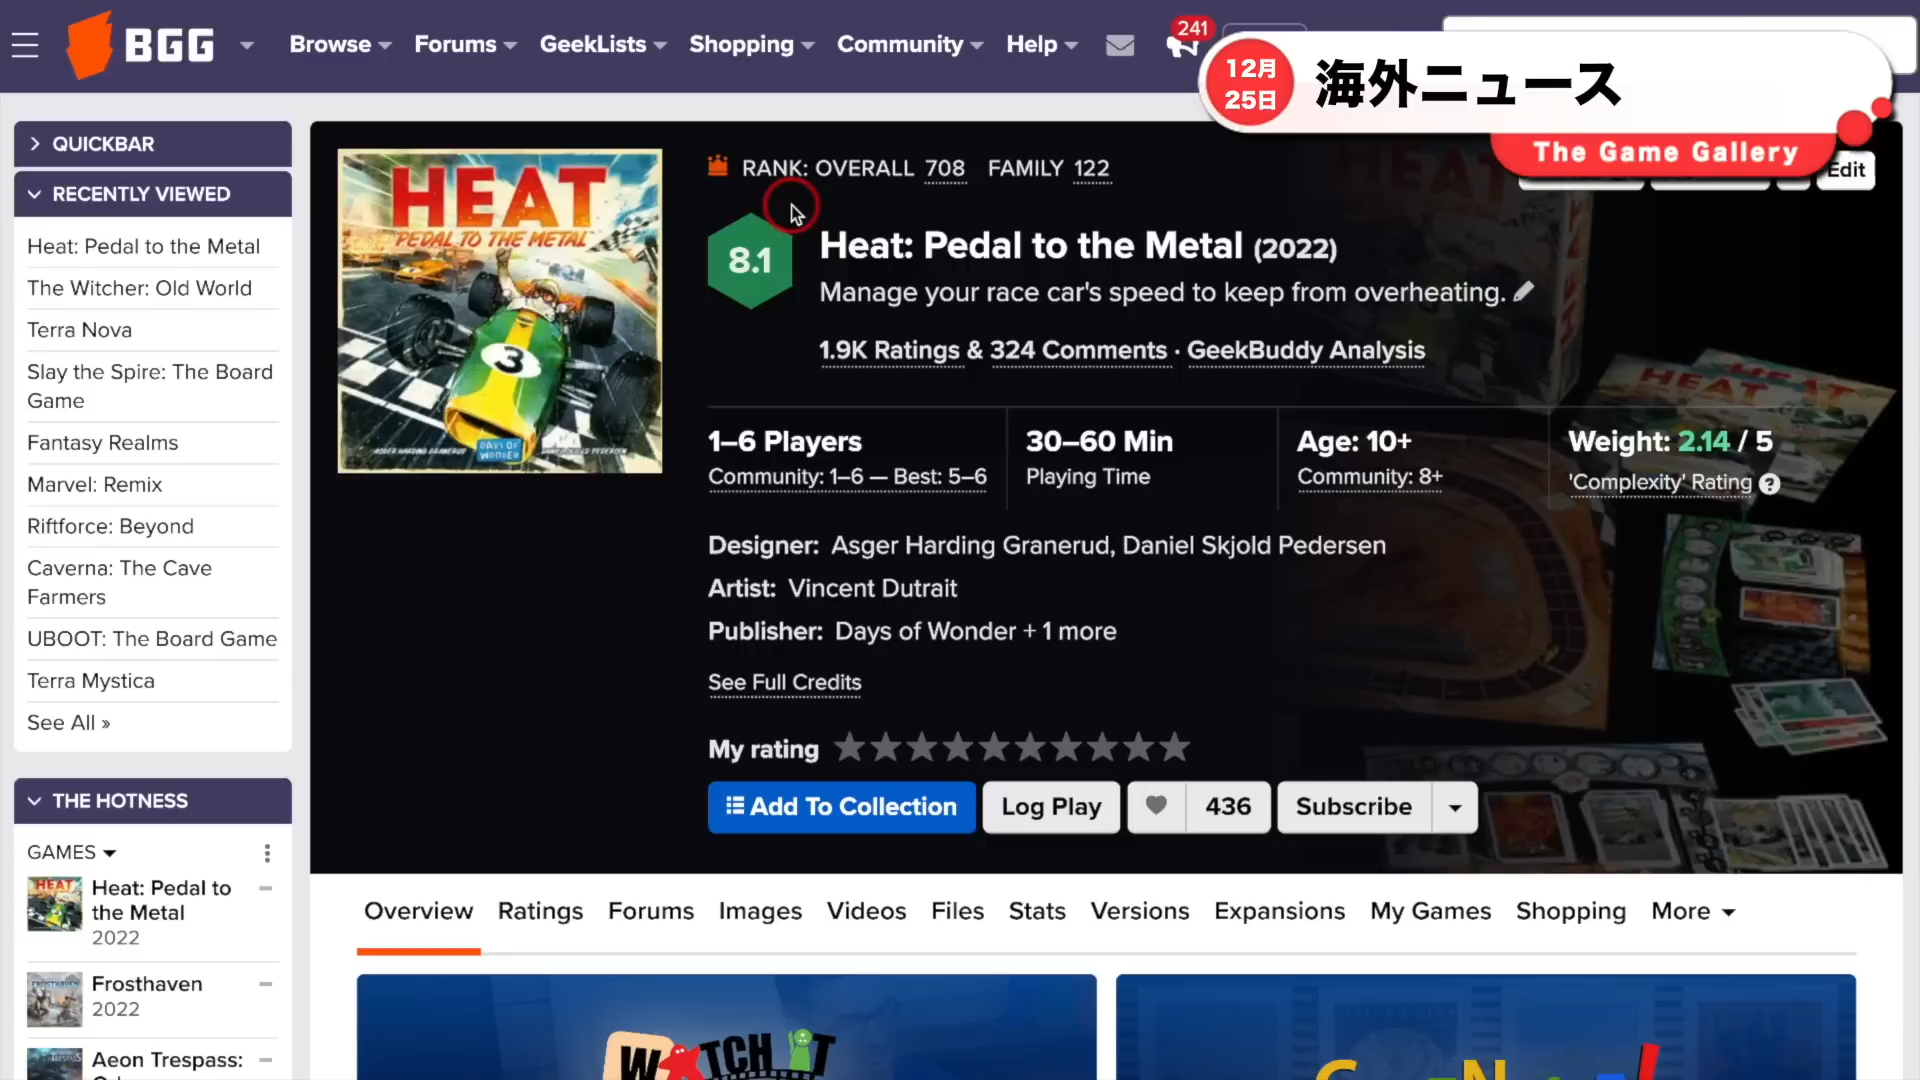 BGG
Browse
Forums
GeekLists
Shopping
Community
Help
241
12月
25日
海外ニュース
The Game Gallery
Edit
QUICKBAR
RECENTLY VIEWED
Heat: Pedal to the Metal
The Witcher: Old World
Terra Nova
Slay the Spire: The Board
Game
Fantasy Realms
Marvel: Remix
Riftforce: Beyond
Caverna: The Cave
Farmers
UBOOT: The Board Game
Terra Mystica
See All »
THE HOTNESS
GAMES
Heat: Pedal to
the Metal
2022
Frosthaven
2022
Aeon Trespass:
HEAT
PEDAL TO THE METAL
3
DAYS OF
WONDER
RANK: OVERALL 708 FAMILY 122
8.1
Heat: Pedal to the Metal (2022)
Manage your race car's speed to keep from overheating.
1.9K Ratings & 324 Comments · GeekBuddy Analysis
1–6 Players
Community: 1–6 — Best: 5–6
30–60 Min
Playing Time
Age: 10+
Community: 8+
Weight: 2.14 / 5
'Complexity' Rating ?
Designer: Asger Harding Granerud, Daniel Skjold Pedersen
Artist: Vincent Dutrait
Publisher: Days of Wonder + 1 more
See Full Credits
My rating
Add To Collection
Log Play
436
Subscribe
Overview
Ratings
Forums
Images
Videos
Files
Stats
Versions
Expansions
My Games
Shopping
More
WATCH IT